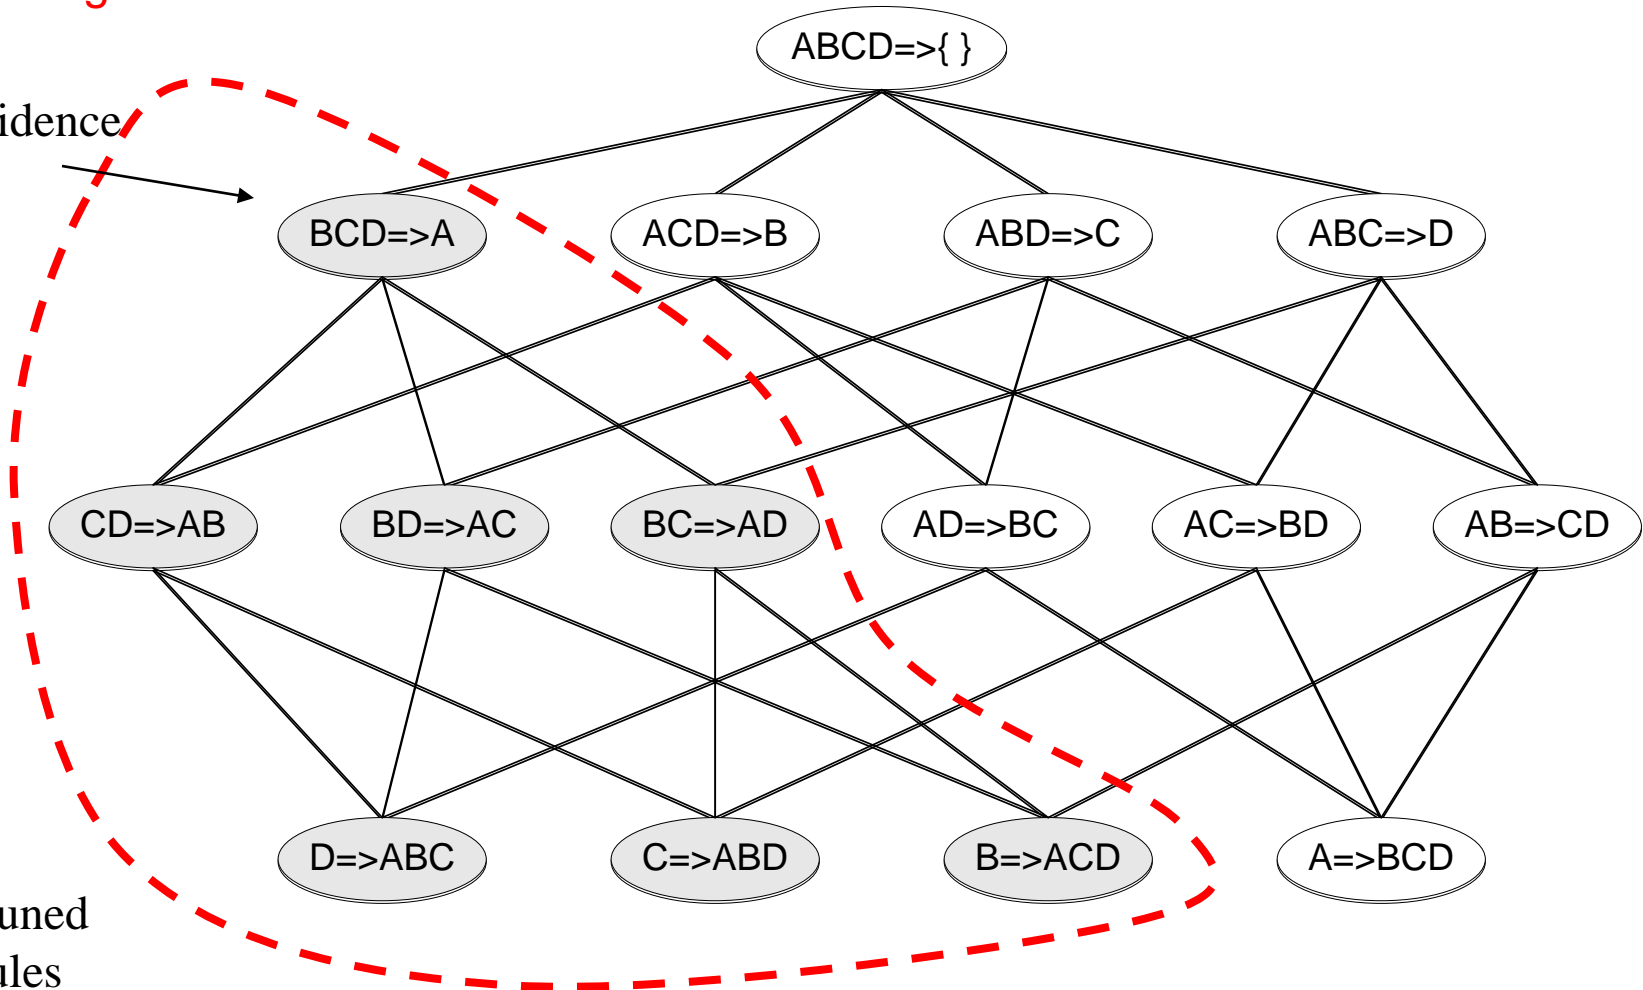 ABCD=>{ }
idence
BCD=>A
ACD=>B
ABD=>C
ABC=>D
CD=>AB
BD=>AC
BC=>AD
AD=>BC
AC=>BD
AB=>CD
D=>ABC
C=>ABD
B=>ACD
A=>BCD
uned
ules